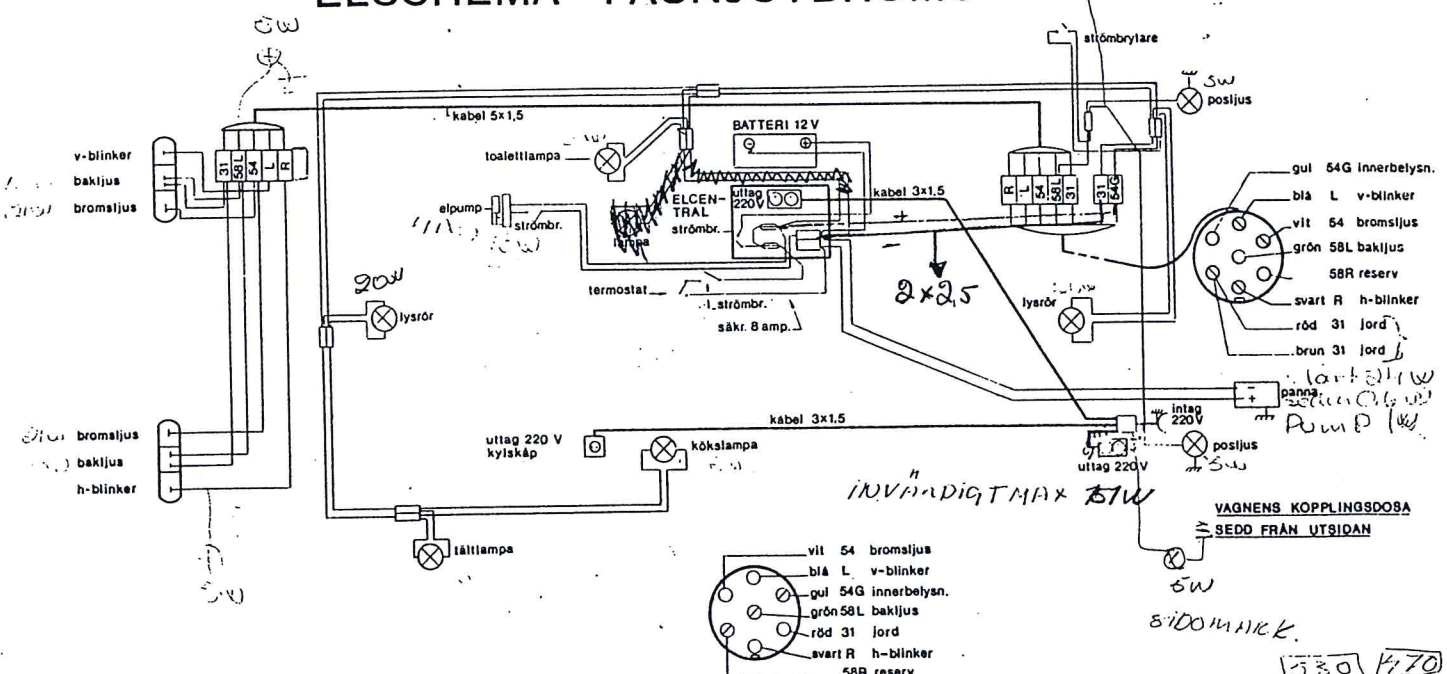 ELSCHEMA
strömbrytare
5W
posljus
kabel 5x1,5
BATTERI 12V
toalettlampa
v-blinker
bakljus
bromsljus
31
58L
54
L
R
elpump
strömbr.
lampa
uttag
220V
ELCEN-
TRAL
strömbr.
kabel 3x1,5
+
-
R
L
54
58L
31
31
54G
gul 54G innerbelysn.
blå L v-blinker
vit 54 bromsljus
grön 58L bakljus
58R reserv
svart R h-blinker
röd 31 jord
brun 31 jord
termostat
strömbr.
säkr. 8 amp.
2x2,5
20W
lysrör
lysrör
panna
-
+
PUMP
bromsljus
bakljus
h-blinker
5W
uttag 220 V
kylskåp
kabel 3x1,5
kökslampa
intag
220V
uttag 220V
posljus
5W
INVÄNDIGT MAX
VAGNENS KOPPLINGSDOSA
SEDD FRÅN UTSIDAN
tältlampa
5W
SIDOMARK.
vit 54 bromsljus
blå L v-blinker
gul 54G innerbelysn.
grön 58L bakljus
röd 31 jord
svart R h-blinker
58R reserv
470